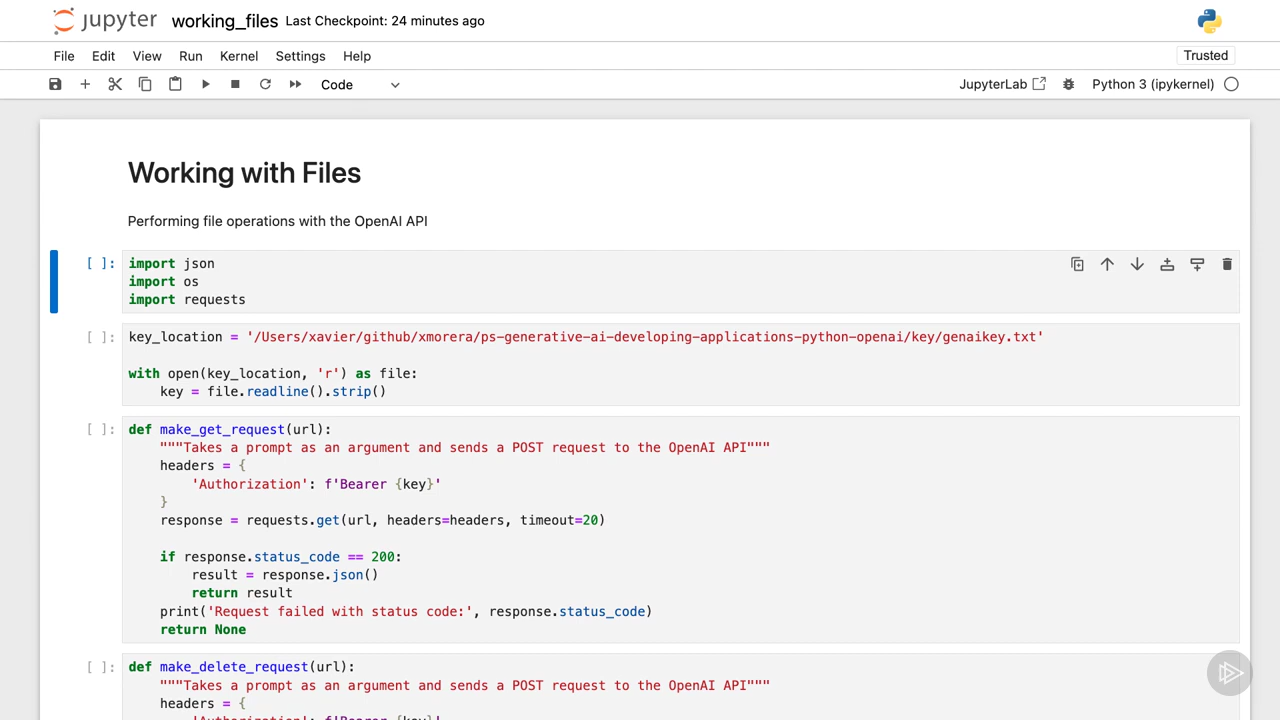 jupyter working_files Last Checkpoint: 24 minutes ago
File Edit View Run Kernel Settings Help Trusted
Code JupyterLab Python 3 (ipykernel)
Working with Files
Performing file operations with the OpenAI API
[ ]: import json
import os
import requests
[ ]: key_location = '/Users/xavier/github/xmorera/ps-generative-ai-developing-applications-python-openai/key/genaikey.txt'
with open(key_location, 'r') as file:
key = file.readline().strip()
[ ]: def make_get_request(url):
"""Takes a prompt as an argument and sends a POST request to the OpenAI API"""
headers = {
'Authorization': f'Bearer {key}'
}
response = requests.get(url, headers=headers, timeout=20)
if response.status_code == 200:
result = response.json()
return result
print('Request failed with status code:', response.status_code)
return None
[ ]: def make_delete_request(url):
"""Takes a prompt as an argument and sends a POST request to the OpenAI API"""
headers = {
'Authorization': f'Bearer {key}'